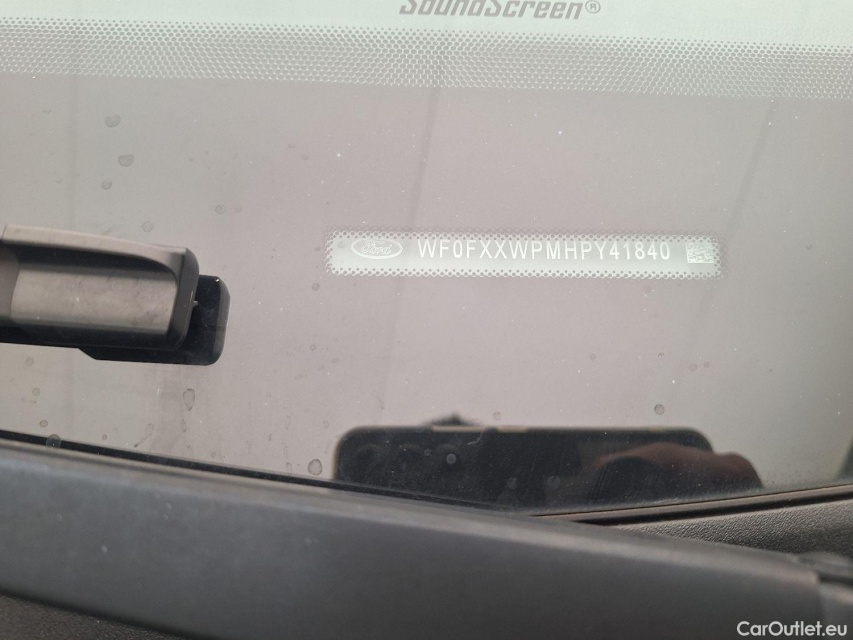 SoundScreen®
Ford WF0FXXWPMHPY41840
CarOutlet.eu